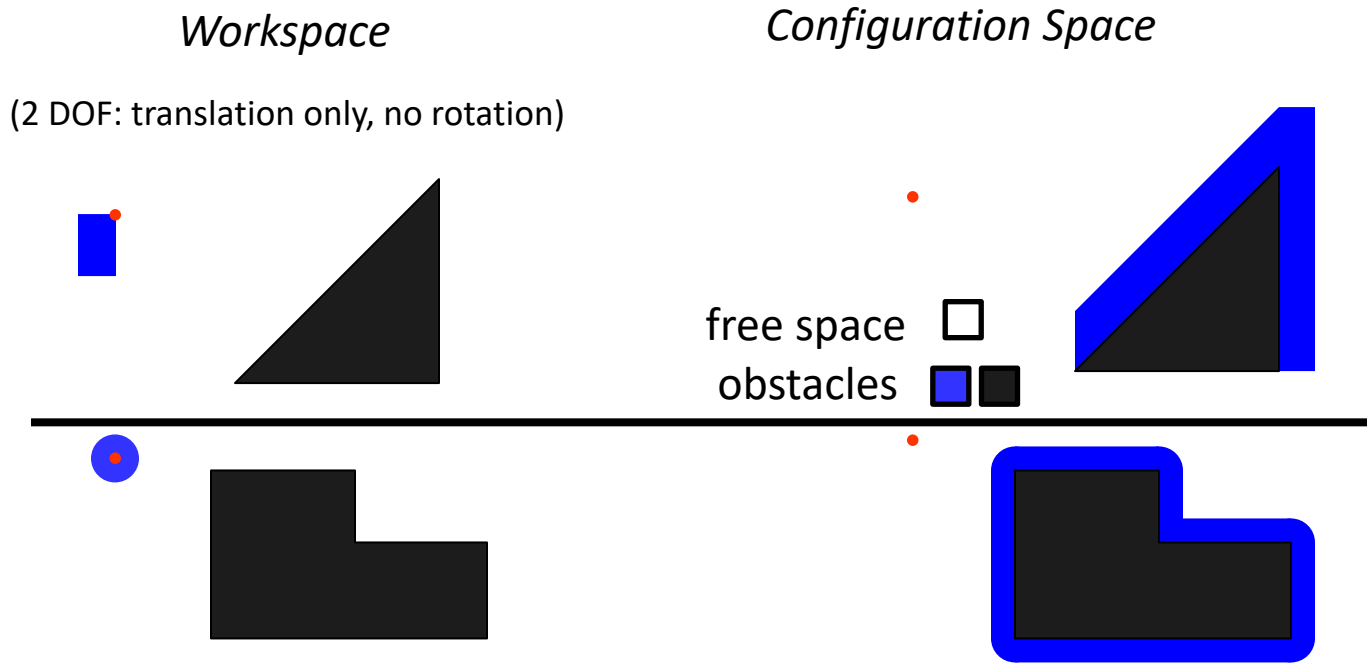 Workspace
Configuration Space
(2 DOF: translation only, no rotation)
free space
obstacles